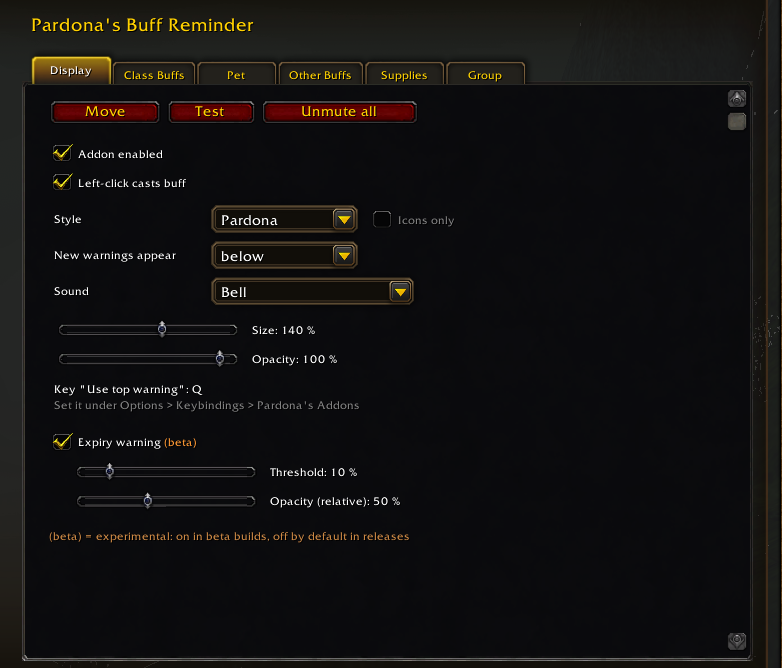 Pardona's Buff Reminder
Display
Class Buffs
Pet
Other Buffs
Supplies
Group
Move
Test
Unmute all
Addon enabled
Left-click casts buff
Style
Pardona
Icons only
New warnings appear
below
Sound
Bell
Size: 140 %
Opacity: 100 %
Key "Use top warning": Q
Set it under Options > Keybindings > Pardona's Addons
Expiry warning (beta)
Threshold: 10 %
Opacity (relative): 50 %
(beta) = experimental: on in beta builds, off by default in releases